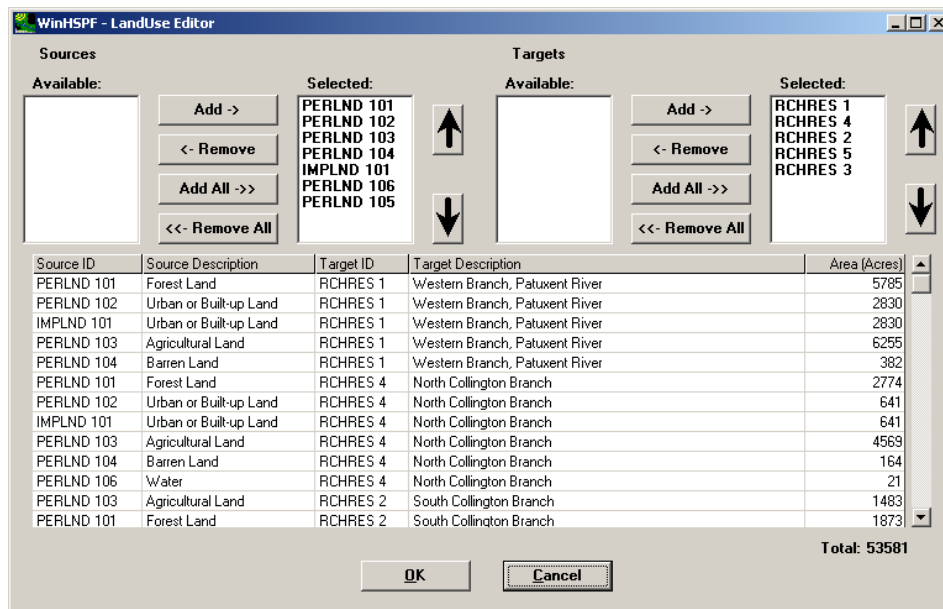 WinHSPF - LandUse Editor
Sources Targets
Available: Selected: Available: Selected:
Add ->
<- Remove
Add All ->>
<<- Remove All
PERLND 101
PERLND 102
PERLND 103
PERLND 104
IMPLND 101
PERLND 106
PERLND 105
Add ->
<- Remove
Add All ->>
<<- Remove All
RCHRES 1
RCHRES 4
RCHRES 2
RCHRES 5
RCHRES 3
Source ID Source Description Target ID Target Description Area (Acres)
PERLND 101 Forest Land RCHRES 1 Western Branch, Patuxent River 5785
PERLND 102 Urban or Built-up Land RCHRES 1 Western Branch, Patuxent River 2830
IMPLND 101 Urban or Built-up Land RCHRES 1 Western Branch, Patuxent River 2830
PERLND 103 Agricultural Land RCHRES 1 Western Branch, Patuxent River 6255
PERLND 104 Barren Land RCHRES 1 Western Branch, Patuxent River 382
PERLND 101 Forest Land RCHRES 4 North Collington Branch 2774
PERLND 102 Urban or Built-up Land RCHRES 4 North Collington Branch 641
IMPLND 101 Urban or Built-up Land RCHRES 4 North Collington Branch 641
PERLND 103 Agricultural Land RCHRES 4 North Collington Branch 4569
PERLND 104 Barren Land RCHRES 4 North Collington Branch 164
PERLND 106 Water RCHRES 4 North Collington Branch 21
PERLND 103 Agricultural Land RCHRES 2 South Collington Branch 1483
PERLND 101 Forest Land RCHRES 2 South Collington Branch 1873
Total: 53581
OK Cancel